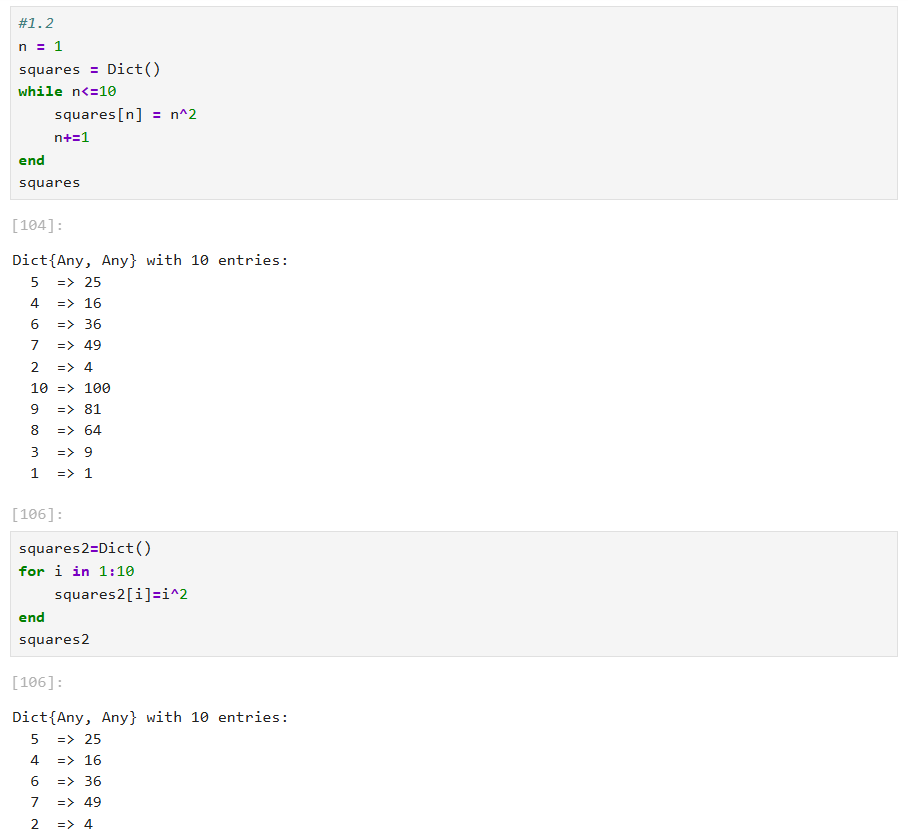 #1.2
n = 1
squares = Dict()
while n<=10
    squares[n] = n^2
    n+=1
end
squares
[104]:
Dict{Any, Any} with 10 entries:
  5  => 25
  4  => 16
  6  => 36
  7  => 49
  2  => 4
  10 => 100
  9  => 81
  8  => 64
  3  => 9
  1  => 1
[106]:
squares2=Dict()
for i in 1:10
    squares2[i]=i^2
end
squares2
[106]:
Dict{Any, Any} with 10 entries:
  5  => 25
  4  => 16
  6  => 36
  7  => 49
  2  => 4